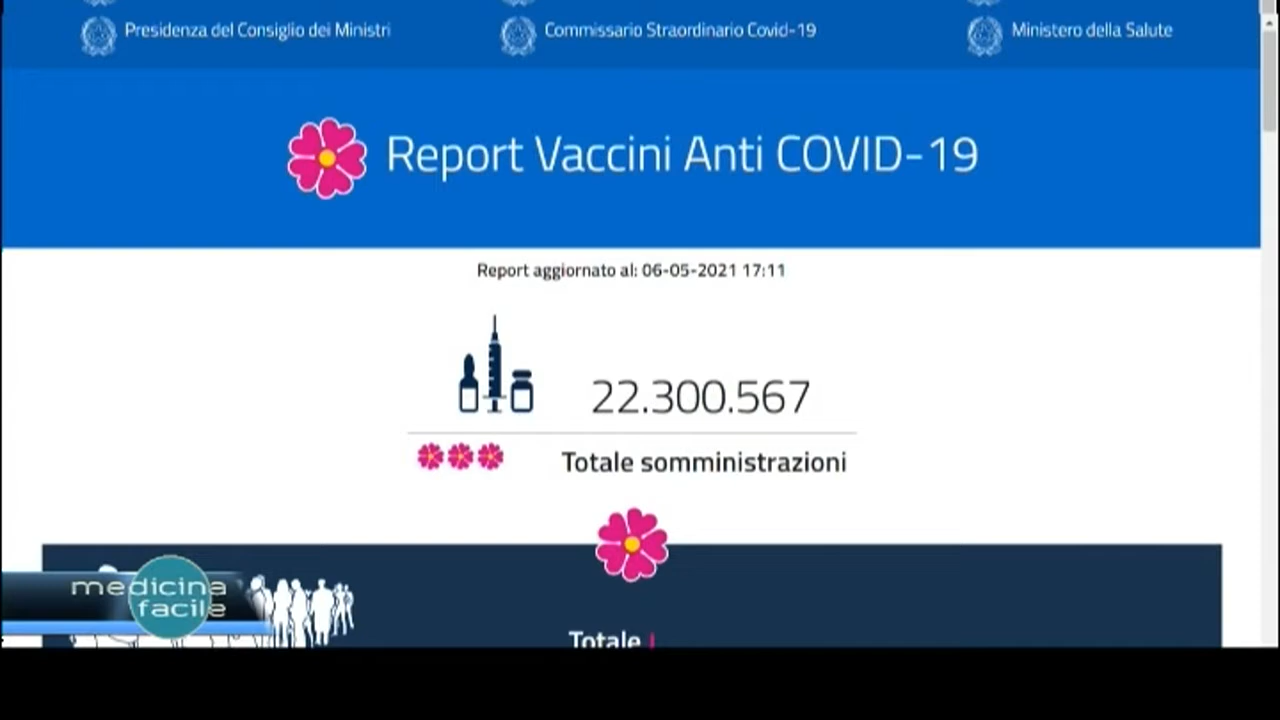 Presidenza del Consiglio dei Ministri
Commissario Straordinario Covid-19
Ministero della Salute
Report Vaccini Anti COVID-19
Report aggiornato al: 06-05-2021 17:11
22.300.567
Totale somministrazioni
medicina
facile
Totale